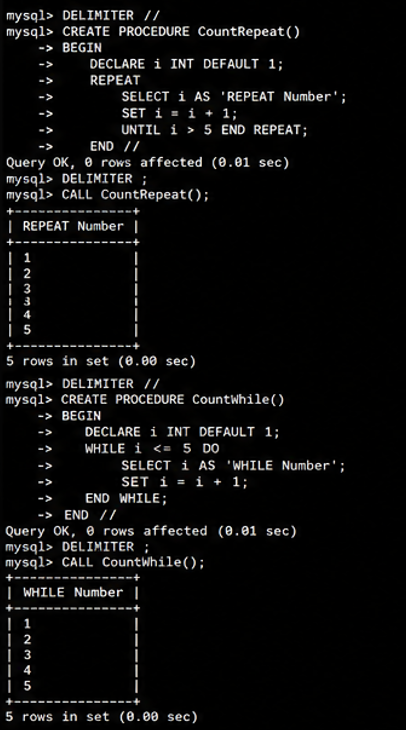 mysql> DELIMITER //
mysql> CREATE PROCEDURE CountRepeat()
    -> BEGIN
    ->    DECLARE i INT DEFAULT 1;
    ->    REPEAT
    ->        SELECT i AS 'REPEAT Number';
    ->        SET i = i + 1;
    ->        UNTIL i > 5 END REPEAT;
    ->    END //
Query OK, 0 rows affected (0.01 sec)
mysql> DELIMITER ;
mysql> CALL CountRepeat();
+---------------+
| REPEAT Number |
+---------------+
| 1             |
| 2             |
| 3             |
| 3             |
| 4             |
| 5             |
+---------------+
5 rows in set (0.00 sec)
mysql> DELIMITER //
mysql> CREATE PROCEDURE CountWhile()
    -> BEGIN
    ->    DECLARE i INT DEFAULT 1;
    ->    WHILE i <= 5 DO
    ->        SELECT i AS 'WHILE Number';
    ->        SET i = i + 1;
    ->    END WHILE;
    -> END //
Query OK, 0 rows affected (0.01 sec)
mysql> DELIMITER ;
mysql> CALL CountWhile();
+---------------+
| WHILE Number |
+---------------+
| 1             |
| 2             |
| 3             |
| 4             |
| 5             |
+---------------+
5 rows in set (0.00 sec)